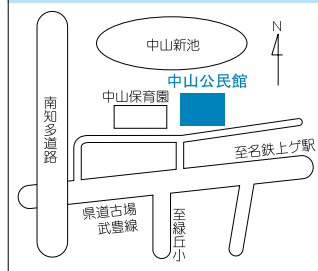 中山新池
N
中山公民館
中山保育園
南知多道路
至名鉄上ゲ駅
県道古場
武豊線
至緑丘小